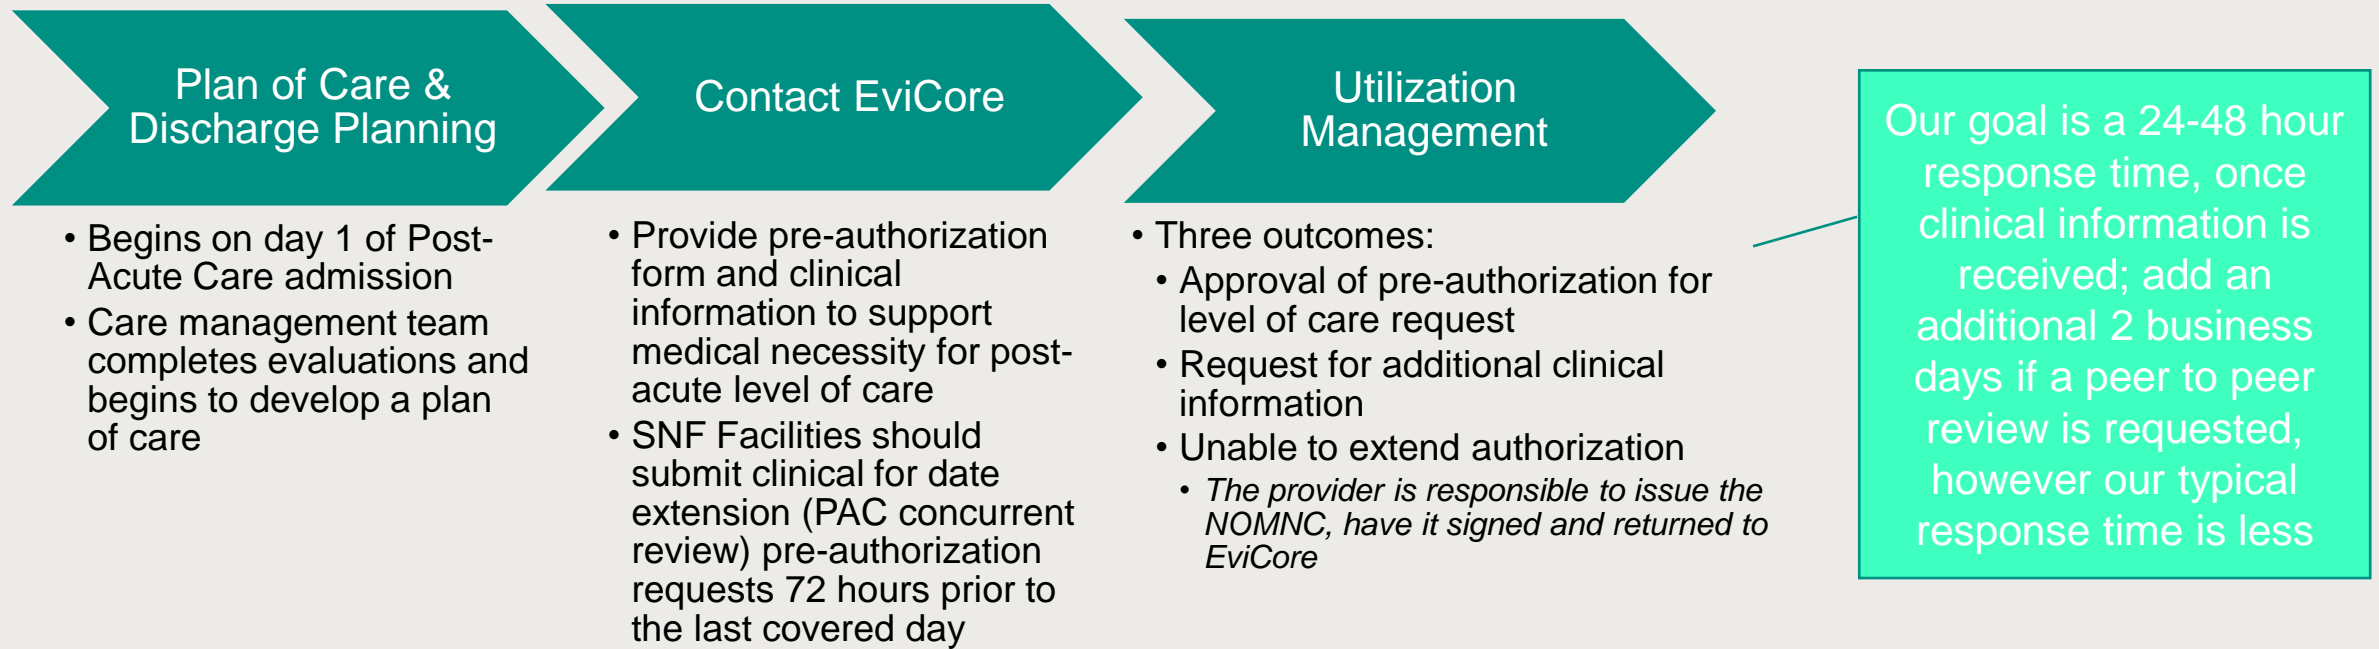 Plan of Care &
Discharge Planning
• Begins on day 1 of Post-
Acute Care admission
• Care management team
completes evaluations and
begins to develop a plan
of care
Contact EviCore
• Provide pre-authorization
form and clinical
information to support
medical necessity for post-
acute level of care
• SNF Facilities should
submit clinical for date
extension (PAC concurrent
review) pre-authorization
requests 72 hours prior to
the last covered day
Utilization
Management
• Three outcomes:
• Approval of pre-authorization for
level of care request
• Request for additional clinical
information
• Unable to extend authorization
• The provider is responsible to issue the
NOMNC, have it signed and returned to
EviCore
Our goal is a 24-48 hour
response time, once
clinical information is
received; add an
additional 2 business
days if a peer to peer
review is requested,
however our typical
response time is less